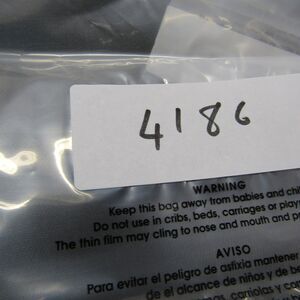 4186
WARNING
Keep this bag away from babies and
Do not use in cribs, beds, carriages or
The thin film may cling to nose and mouth and
AVISO
Para evitar el peligro de asfixia mantener
de el alcance de niños y de